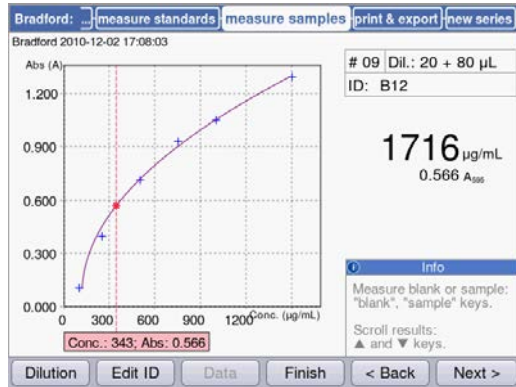 Bradford: ... measure standards measure samples print & export new series
Bradford 2010-12-02 17:08:03
Abs (A)
# 09 Dil.: 20 + 80 µL
ID: B12
1716 µg/mL
0.566 A₅₉₅
1.200
0.900
0.600
0.300
0.000
0 300 600 900 1200 Conc. (µg/mL)
Conc.: 343; Abs: 0.566
Info
Measure blank or sample:
"blank", "sample" keys.
Scroll results:
▲ and ▼ keys.
Dilution Edit ID Data Finish < Back Next >